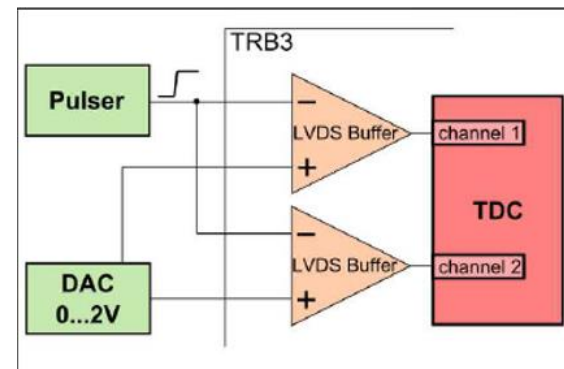 TRB3
Pulser
−
LVDS Buffer
+
channel 1
TDC
−
LVDS Buffer
+
channel 2
DAC
0...2V